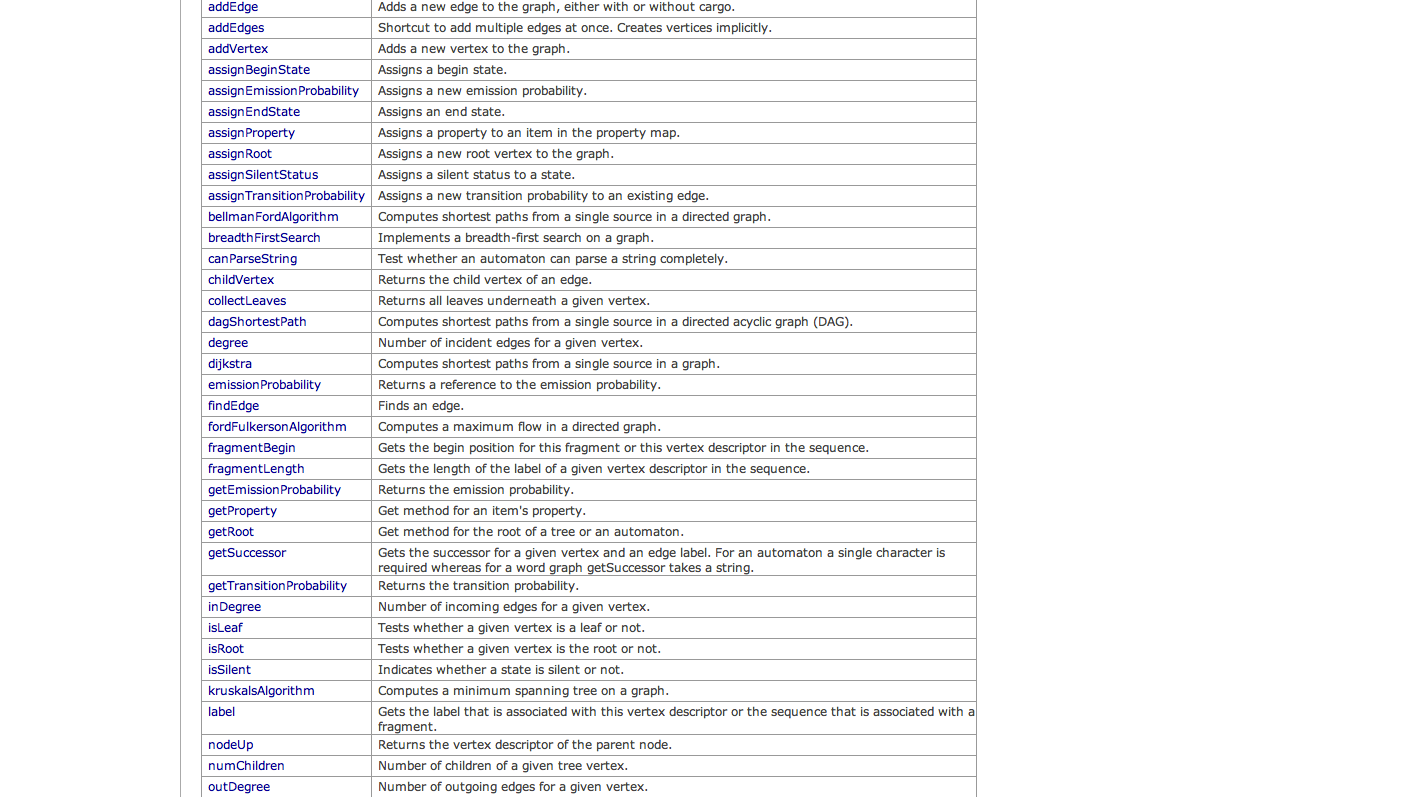 addEdge Adds a new edge to the graph, either with or without cargo.
addEdges Shortcut to add multiple edges at once. Creates vertices implicitly.
addVertex Adds a new vertex to the graph.
assignBeginState Assigns a begin state.
assignEmissionProbability Assigns a new emission probability.
assignEndState Assigns an end state.
assignProperty Assigns a property to an item in the property map.
assignRoot Assigns a new root vertex to the graph.
assignSilentStatus Assigns a silent status to a state.
assignTransitionProbability Assigns a new transition probability to an existing edge.
bellmanFordAlgorithm Computes shortest paths from a single source in a directed graph.
breadthFirstSearch Implements a breadth-first search on a graph.
canParseString Test whether an automaton can parse a string completely.
childVertex Returns the child vertex of an edge.
collectLeaves Returns all leaves underneath a given vertex.
dagShortestPath Computes shortest paths from a single source in a directed acyclic graph (DAG).
degree Number of incident edges for a given vertex.
dijkstra Computes shortest paths from a single source in a graph.
emissionProbability Returns a reference to the emission probability.
findEdge Finds an edge.
fordFulkersonAlgorithm Computes a maximum flow in a directed graph.
fragmentBegin Gets the begin position for this fragment or this vertex descriptor in the sequence.
fragmentLength Gets the length of the label of a given vertex descriptor in the sequence.
getEmissionProbability Returns the emission probability.
getProperty Get method for an item's property.
getRoot Get method for the root of a tree or an automaton.
getSuccessor Gets the successor for a given vertex and an edge label. For an automaton a single character is
required whereas for a word graph getSuccessor takes a string.
getTransitionProbability Returns the transition probability.
inDegree Number of incoming edges for a given vertex.
isLeaf Tests whether a given vertex is a leaf or not.
isRoot Tests whether a given vertex is the root or not.
isSilent Indicates whether a state is silent or not.
kruskalsAlgorithm Computes a minimum spanning tree on a graph.
label Gets the label that is associated with this vertex descriptor or the sequence that is associated with a
fragment.
nodeUp Returns the vertex descriptor of the parent node.
numChildren Number of children of a given tree vertex.
outDegree Number of outgoing edges for a given vertex.